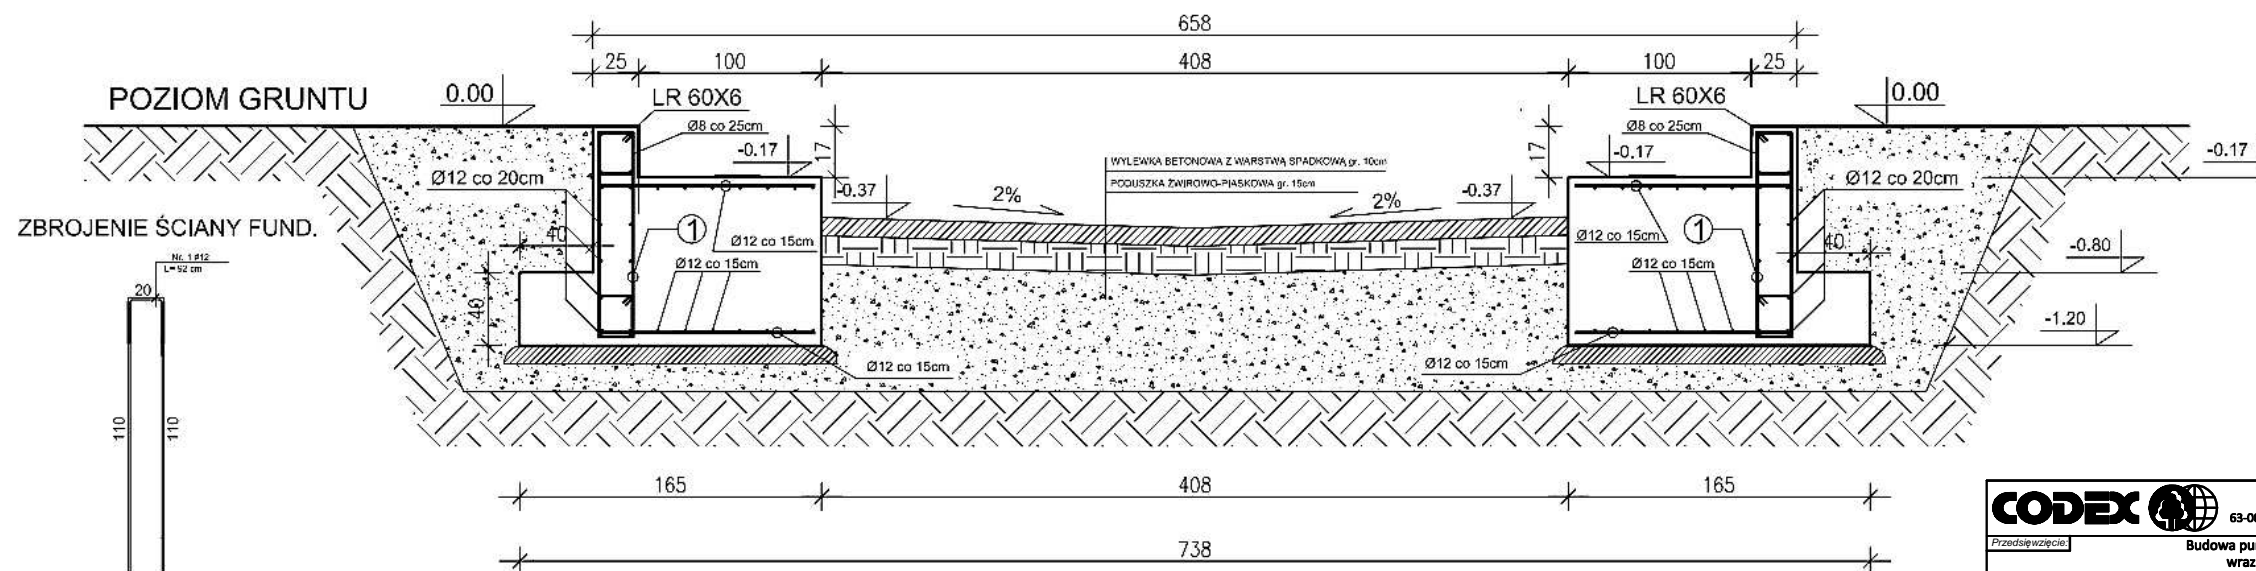 658
25
100
408
100
25
POZIOM GRUNTU
0.00
LR 60X6
LR 60X6
0.00
Ø8 co 25cm
Ø8 co 25cm
-0.17
17
17
-0.17
-0.17
WYLEWKA BETONOWA Z WARSTWĄ SPADKOWĄ gr. 10cm
PODUSZKA ŻWIROWO-PIASKOWA gr. 15cm
Ø12 co 20cm
-0.37
2%
2%
-0.37
Ø12 co 20cm
ZBROJENIE ŚCIANY FUND.
40
1
Ø12 co 15cm
Ø12 co 15cm
1
40
-0.80
Nr. 1 #12
L= 92 cm
Ø12 co 15cm
Ø12 co 15cm
20
40
-1.20
Ø12 co 15cm
Ø12 co 15cm
110
110
165
408
165
CODEX
63-00
738
Przedsięwzięcie:
Budowa pu
wraz